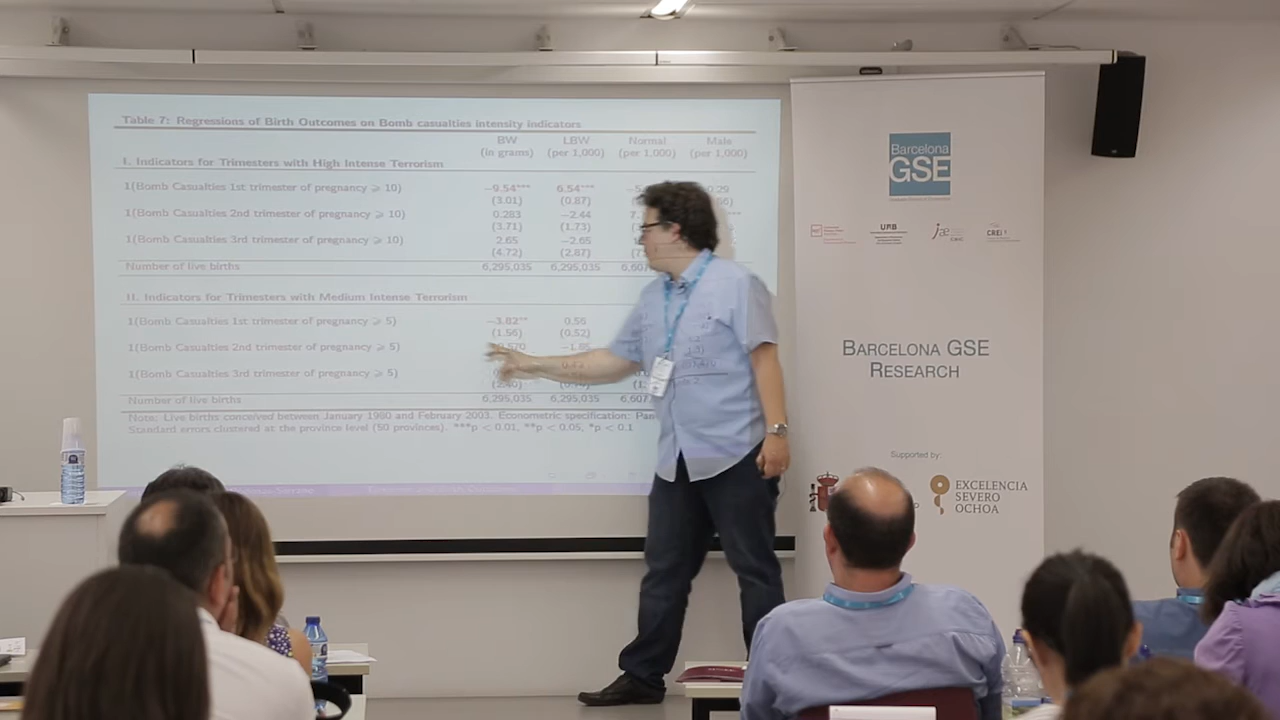 Table 7: Regressions of Birth Outcomes on Bomb casualties intensity indicators
BW LBW Normal Male
(in grams) (per 1,000) (per 1,000) (per 1,000)
I. Indicators for Trimesters with High Intense Terrorism
1(Bomb Casualties 1st trimester of pregnancy ⩾ 10) −9.54*** 6.54***
(3.01) (0.87)
1(Bomb Casualties 2nd trimester of pregnancy ⩾ 10) 0.283 −2.44
(3.71) (1.73)
1(Bomb Casualties 3rd trimester of pregnancy ⩾ 10) 2.65 −2.65
(4.72) (2.87)
Number of live births 6,295,035 6,295,035
II. Indicators for Trimesters with Medium Intense Terrorism
1(Bomb Casualties 1st trimester of pregnancy ⩾ 5) −3.82** 0.56
(1.56) (0.52)
1(Bomb Casualties 2nd trimester of pregnancy ⩾ 5)
1(Bomb Casualties 3rd trimester of pregnancy ⩾ 5)
Number of live births 6,295,035 6,295,035
Note: Live births conceived between January 1980 and February 2003. Econometric specification:
Standard errors clustered at the province level (50 provinces). ***p < 0.01, **p < 0.05, *p < 0.1
Barcelona
GSE
UAB
CREi
BARCELONA GSE
RESEARCH
Supported by:
EXCELENCIA
SEVERO
OCHOA